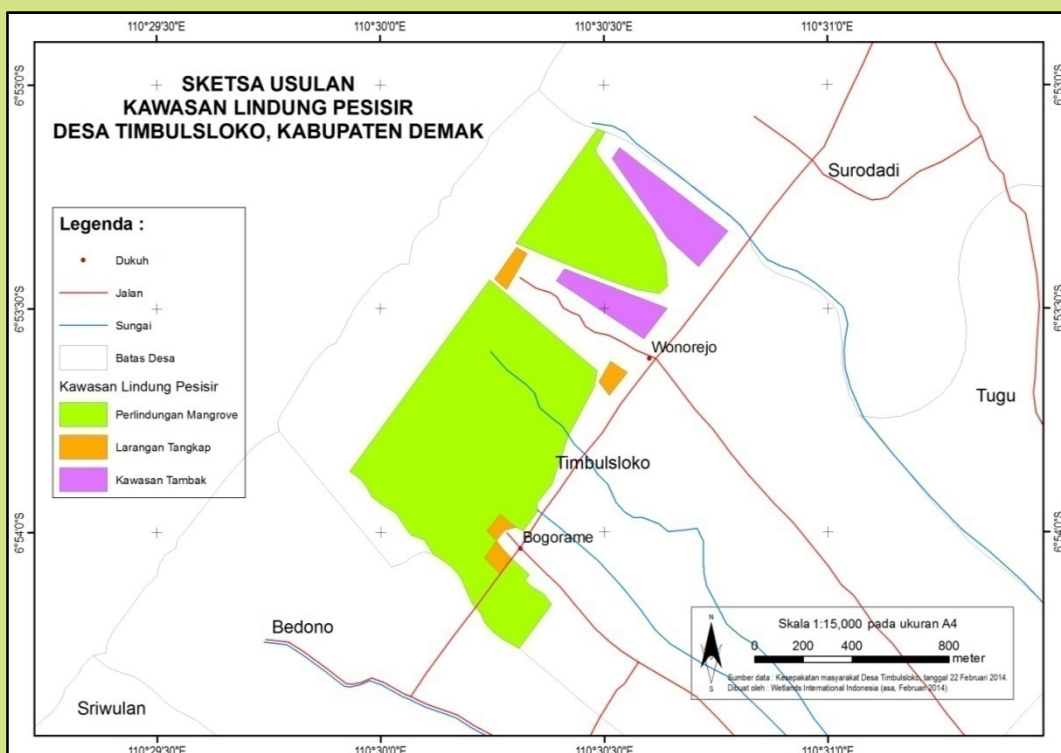 110°29'30"E 110°30'0"E 110°30'30"E 110°31'0"E
6°53'0"S 6°53'0"S
SKETSA USULAN
KAWASAN LINDUNG PESISIR
DESA TIMBULSLOKO, KABUPATEN DEMAK
Surodadi
Legenda :
Dukuh
Jalan
Sungai
Batas Desa
Kawasan Lindung Pesisir
Perlindungan Mangrove
Larangan Tangkap
Kawasan Tambak
6°53'30"S 6°53'30"S
Wonorejo
Tugu
Timbulsloko
6°54'0"S 6°54'0"S
Bogorame
Bedono
Sriwulan
N
S
Skala 1:15,000 pada ukuran A4
0 200 400 800
meter
Sumber data : Kesepakatan masyarakat Desa Timbulsloko, tanggal 22 Februari 2014.
Dibuat oleh : Wetlands International Indonesia (asa, Februari 2014)
110°29'30"E 110°30'0"E 110°30'30"E 110°31'0"E